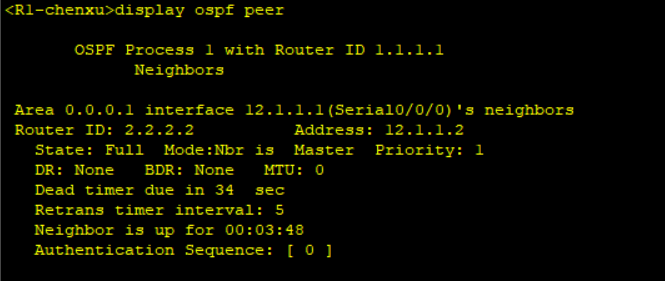 <R1-chenxu>display ospf peer
OSPF Process 1 with Router ID 1.1.1.1
Neighbors
Area 0.0.0.1 interface 12.1.1.1(Serial0/0/0)'s neighbors
Router ID: 2.2.2.2 Address: 12.1.1.2
State: Full Mode:Nbr is Master Priority: 1
DR: None BDR: None MTU: 0
Dead timer due in 34 sec
Retrans timer interval: 5
Neighbor is up for 00:03:48
Authentication Sequence: [ 0 ]